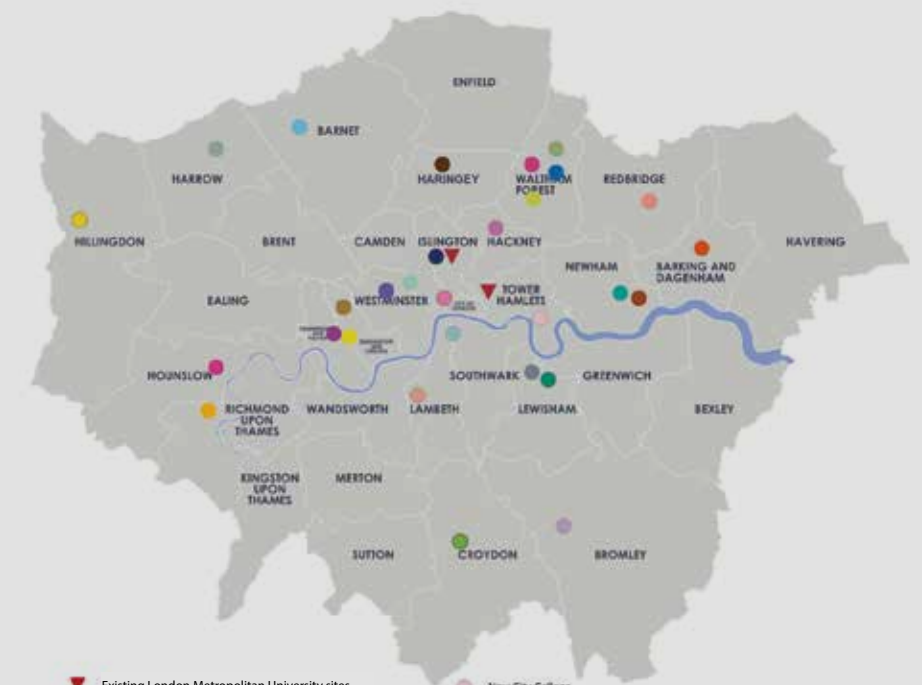 ENFIELD
BARNET
HARROW
HARINGEY
WALTHAM
FOREST
REDBRIDGE
HILLINGDON
BRENT
CAMDEN
ISLINGTON
HACKNEY
HAVERING
NEWHAM
BARKING AND
DAGENHAM
EALING
WESTMINSTER
TOWER
HAMLETS
HOUNSLOW
SOUTHWARK
GREENWICH
RICHMOND
UPON
THAMES
WANDSWORTH
LAMBETH
LEWISHAM
BEXLEY
KINGSTON
UPON
THAMES
MERTON
SUTTON
CROYDON
BROMLEY
Existing London Metropolitan University sites